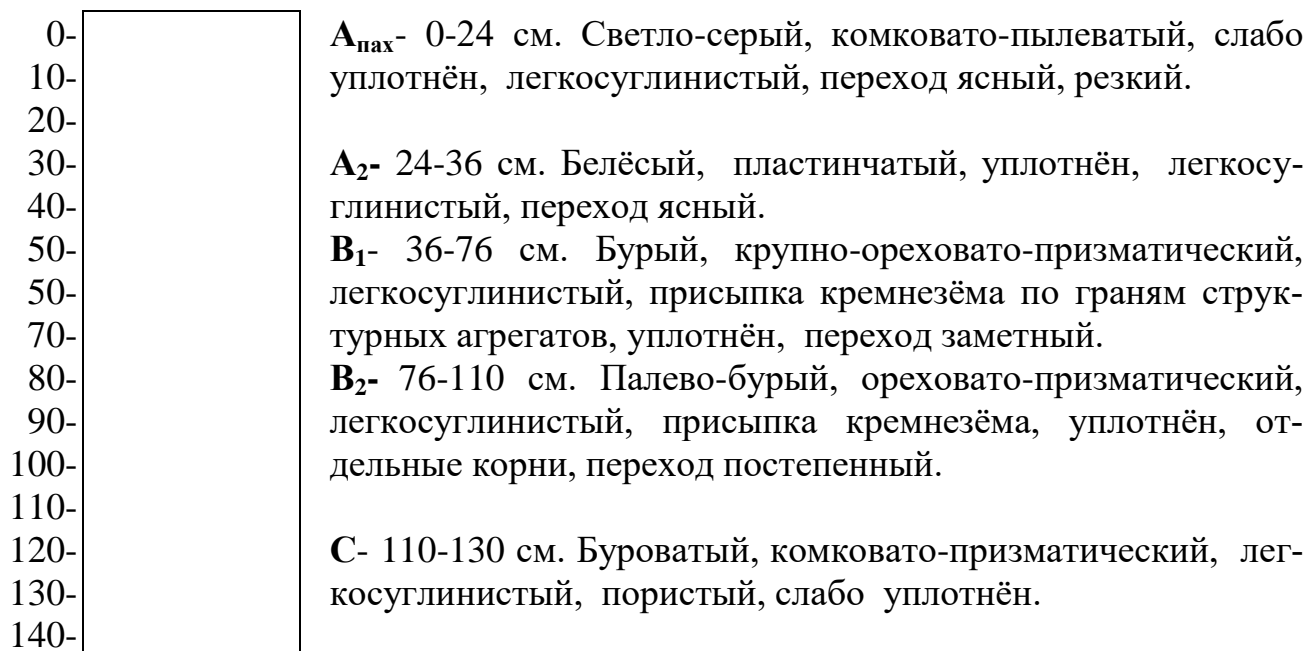 0- Апах- 0-24 см. Светло-серый, комковато-пылеватый, слабо
10- уплотнён, легкосуглинистый, переход ясный, резкий.
20-
30- А2- 24-36 см. Белёсый, пластинчатый, уплотнён, легкосу-
40- глинистый, переход ясный.
50- В1- 36-76 см. Бурый, крупно-ореховато-призматический,
50- легкосуглинистый, присыпка кремнезёма по граням струк-
70- турных агрегатов, уплотнён, переход заметный.
80- В2- 76-110 см. Палево-бурый, ореховато-призматический,
90- легкосуглинистый, присыпка кремнезёма, уплотнён, от-
100- дельные корни, переход постепенный.
110-
120- С- 110-130 см. Буроватый, комковато-призматический, лег-
130- косуглинистый, пористый, слабо уплотнён.
140-